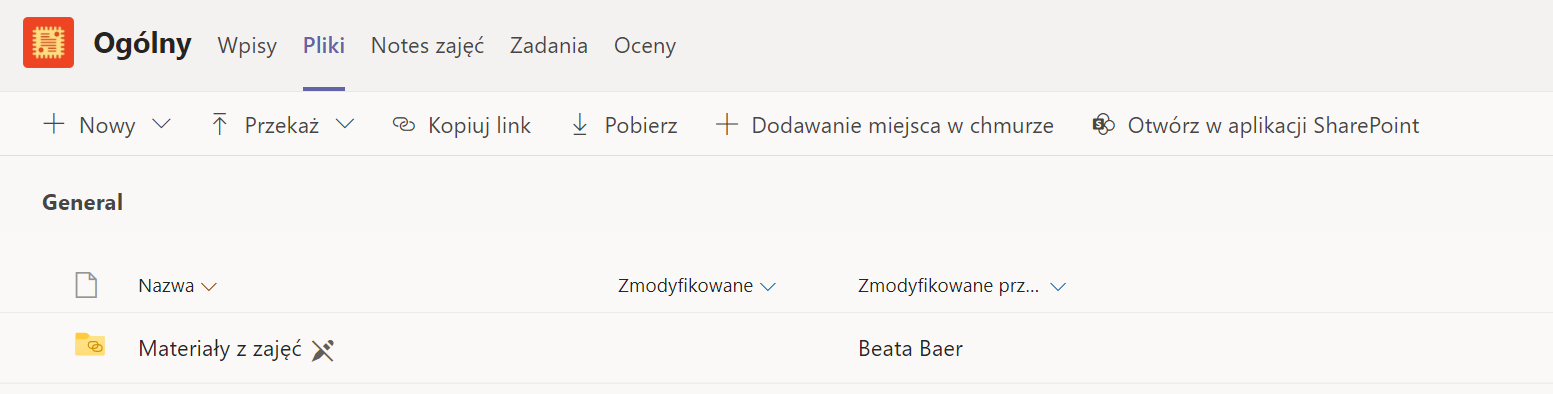 Ogólny Wpisy Pliki Notes zajęć Zadania Oceny
Nowy Przekaż Kopiuj link Pobierz Dodawanie miejsca w chmurze Otwórz w aplikacji SharePoint
General
Nazwa Zmodyfikowane Zmodyfikowane prz...
Materiały z zajęć Beata Baer